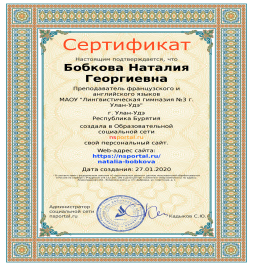 Сертификат
Настоящим подтверждается, что
Бобкова Наталия
Георгиевна
Преподаватель французского и
английского языков
МАОУ "Лингвистическая гимназия №3 г.
Улан-Удэ"
г. Улан-Удэ
Республика Бурятия
создала в Образовательной
социальной сети
nsportal.ru
свой персональный сайт.
Web-адрес сайта:
https://nsportal.ru/
natalia-bobkova
Дата создания: 27.01.2020
Администратор
социальной сети
nsportal.ru
Кадыков С.Ю.